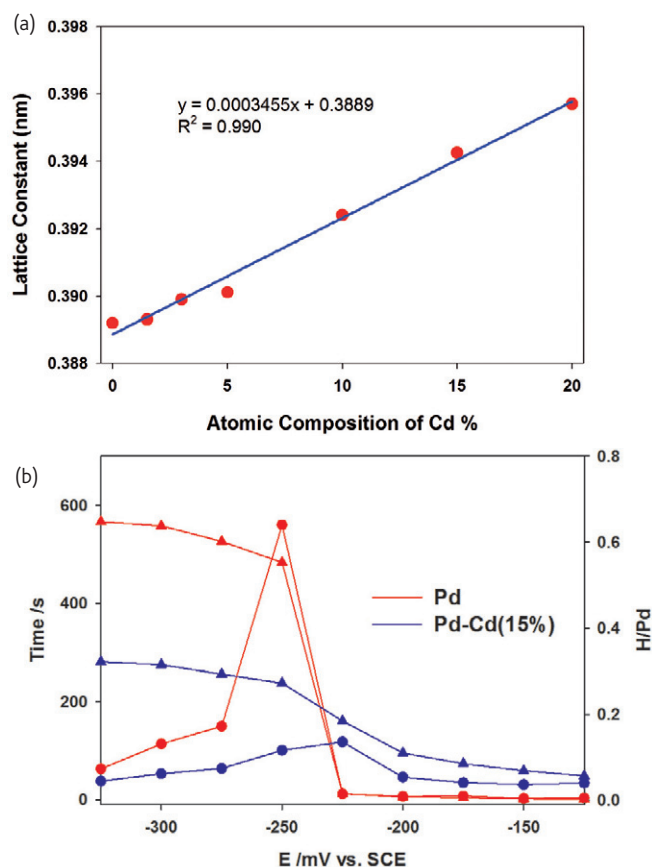 (a)
0.398
0.396
0.394
0.392
0.390
0.388
Lattice Constant (nm)
y = 0.0003455x + 0.3889
R² = 0.990
0 5 10 15 20
Atomic Composition of Cd %
(b)
600
400
200
0
Time /s
Pd
Pd-Cd(15%)
0.8
0.6
0.4
0.2
0.0
H/Pd
-300 -250 -200 -150
E /mV vs. SCE